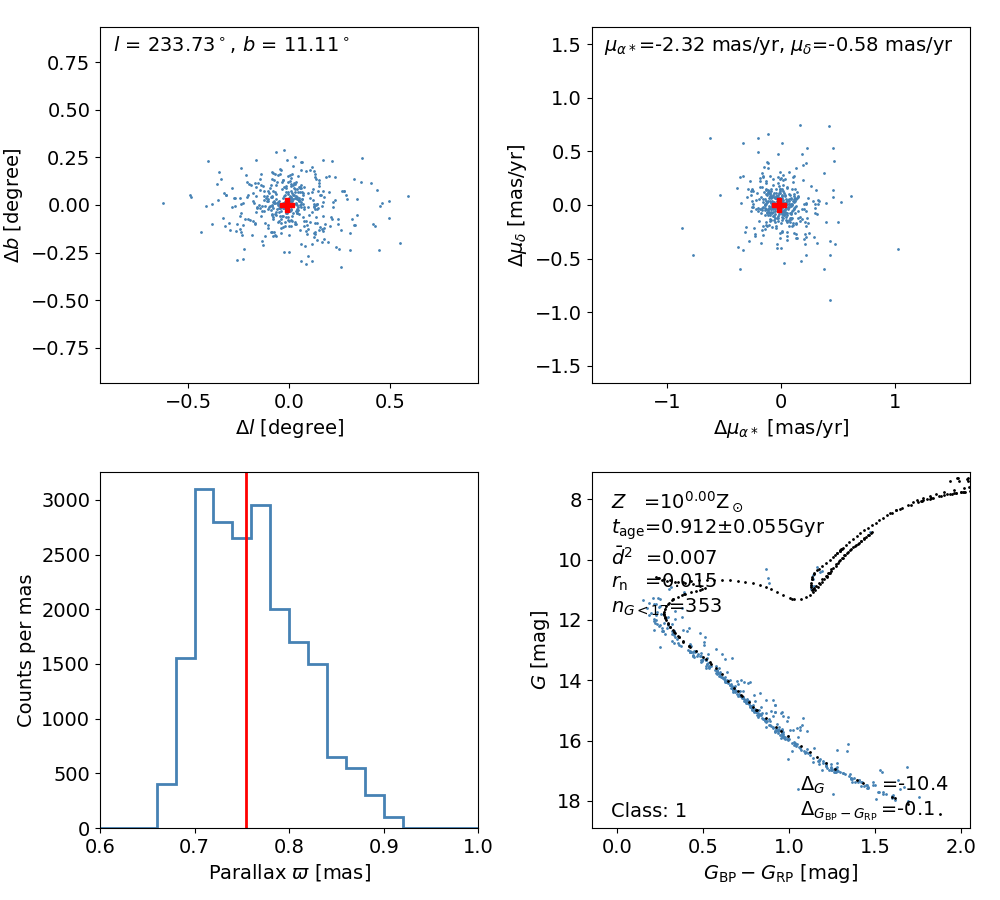 l = 233.73°, b = 11.11°
0.75
0.50
0.25
0.00
−0.25
−0.50
−0.75
Δb [degree]
−0.5
0.0
0.5
Δl [degree]
μα∗=-2.32 mas/yr, μδ=-0.58 mas/yr
1.5
1.0
0.5
0.0
−0.5
−1.0
−1.5
Δμδ [mas/yr]
−1
0
1
Δμα∗ [mas/yr]
3000
2500
2000
1500
1000
500
0
Counts per mas
0.6
0.7
0.8
0.9
1.0
Parallax ϖ [mas]
Z =10^0.00 Z⊙
t_age=0.912±0.055Gyr
d̄² =0.007
r_n =0.015
n_G<17=353
Δ_G =-10.4
Δ_GBP−GRP =-0.1
Class: 1
8
10
12
14
16
18
G [mag]
0.0
0.5
1.0
1.5
2.0
G_BP − G_RP [mag]